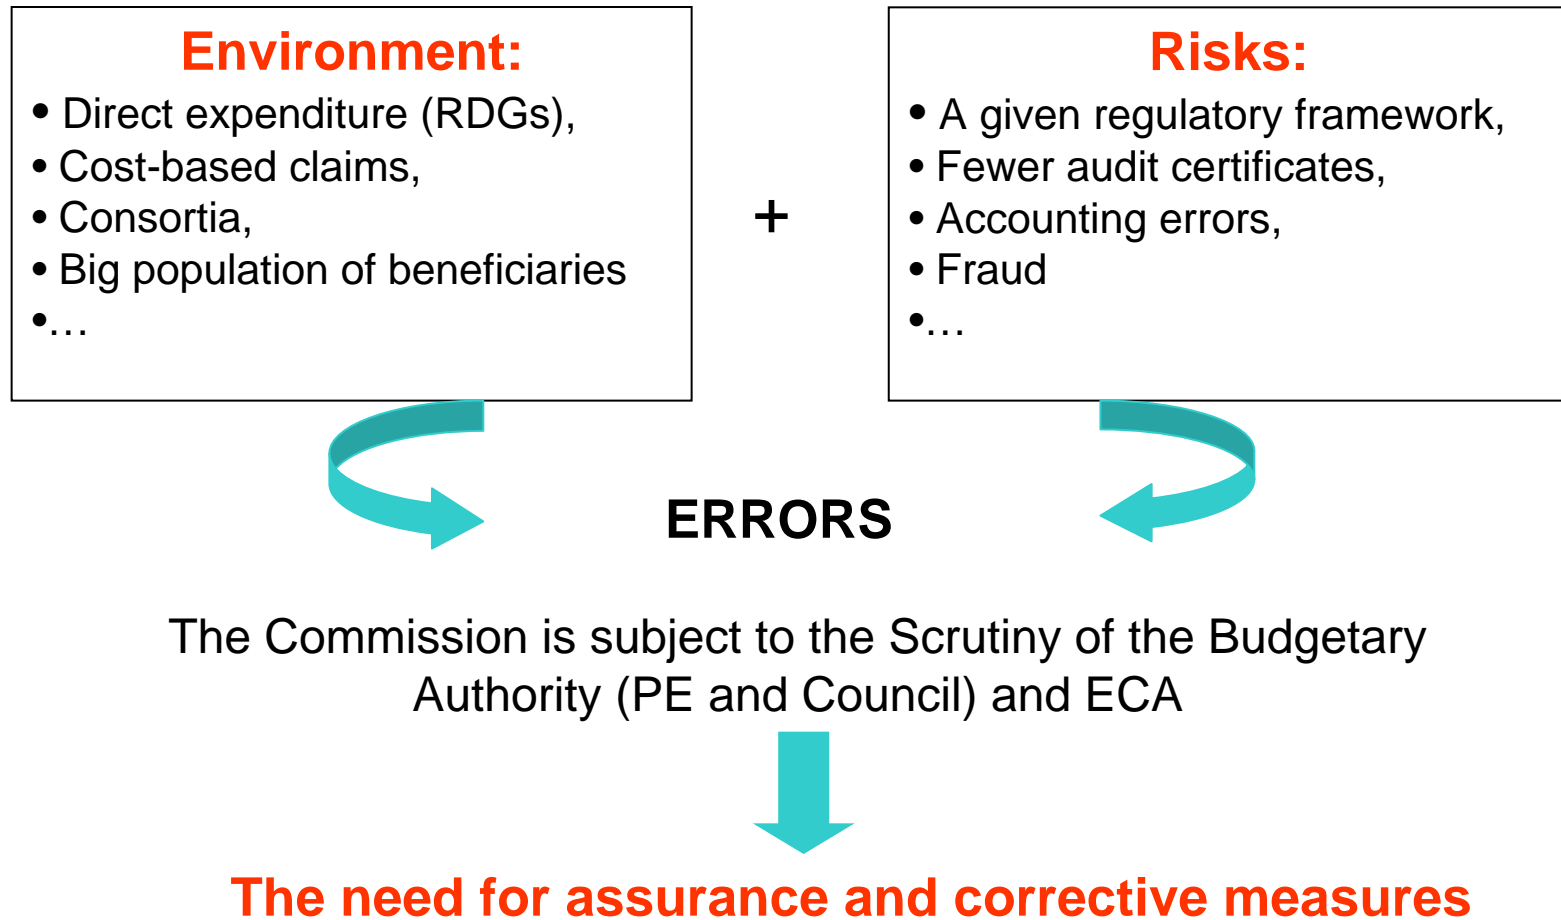 Environment:
• Direct expenditure (RDGs),
• Cost-based claims,
• Consortia,
• Big population of beneficiaries
•…
+
Risks:
• A given regulatory framework,
• Fewer audit certificates,
• Accounting errors,
• Fraud
•…
ERRORS
The Commission is subject to the Scrutiny of the Budgetary
Authority (PE and Council) and ECA
The need for assurance and corrective measures